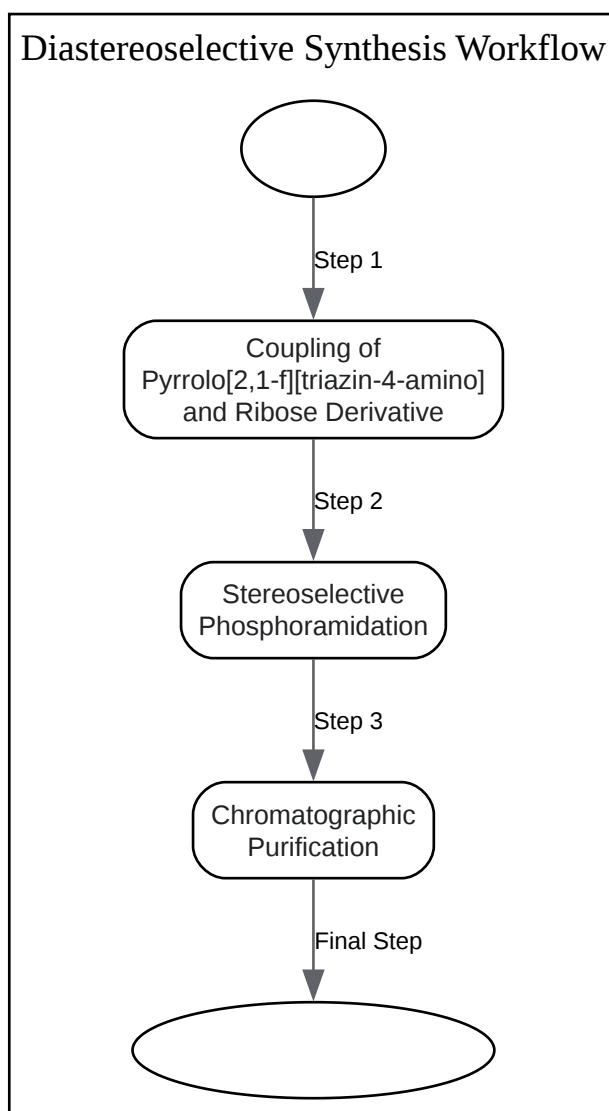 Diastereoselective Synthesis Workflow
Step 1
Coupling of
Pyrrolo[2,1-f][triazin-4-amino]
and Ribose Derivative
Step 2
Stereoselective
Phosphoramidation
Step 3
Chromatographic
Purification
Final Step